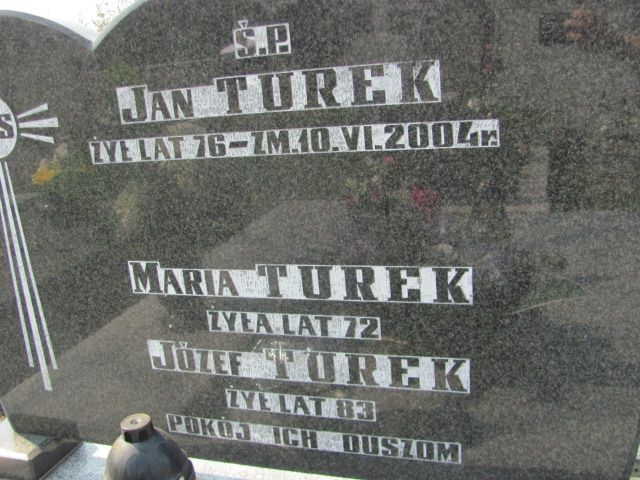 Ś.P.
JAN TUREK
ŻYŁ LAT 76 – ZM. 10. VI. 2004 r.
MARIA TUREK
ŻYŁA LAT 72
JÓZEF TUREK
ŻYŁ LAT 83
POKÓJ ICH DUSZOM